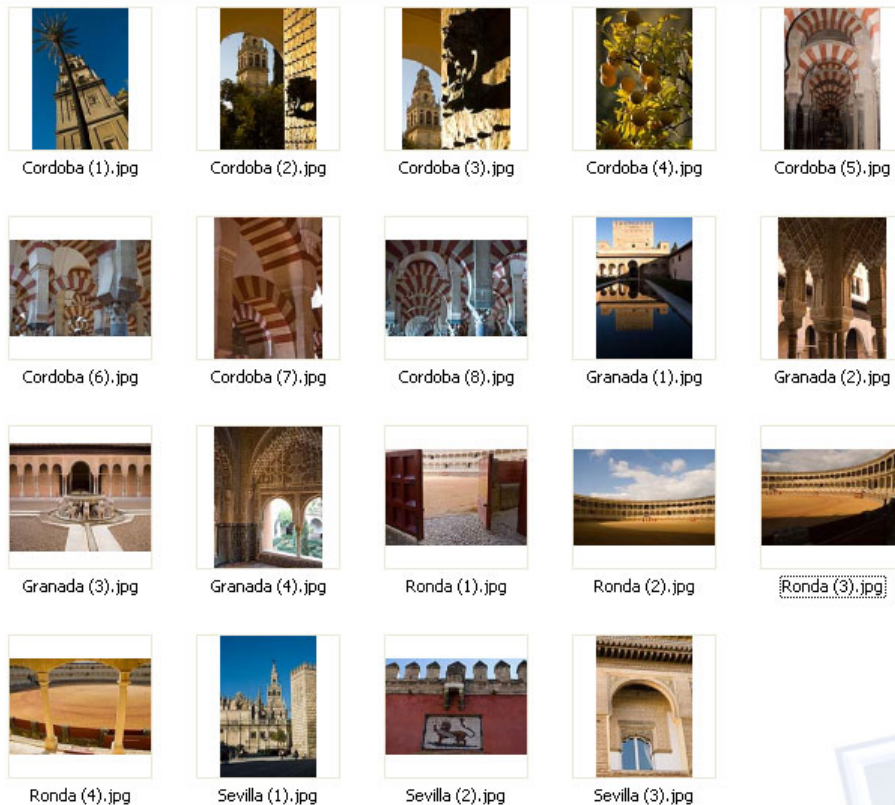 Cordoba (1).jpg
Cordoba (2).jpg
Cordoba (3).jpg
Cordoba (4).jpg
Cordoba (5).jpg
Cordoba (6).jpg
Cordoba (7).jpg
Cordoba (8).jpg
Granada (1).jpg
Granada (2).jpg
Granada (3).jpg
Granada (4).jpg
Ronda (1).jpg
Ronda (2).jpg
Ronda (3).jpg
Ronda (4).jpg
Sevilla (1).jpg
Sevilla (2).jpg
Sevilla (3).jpg